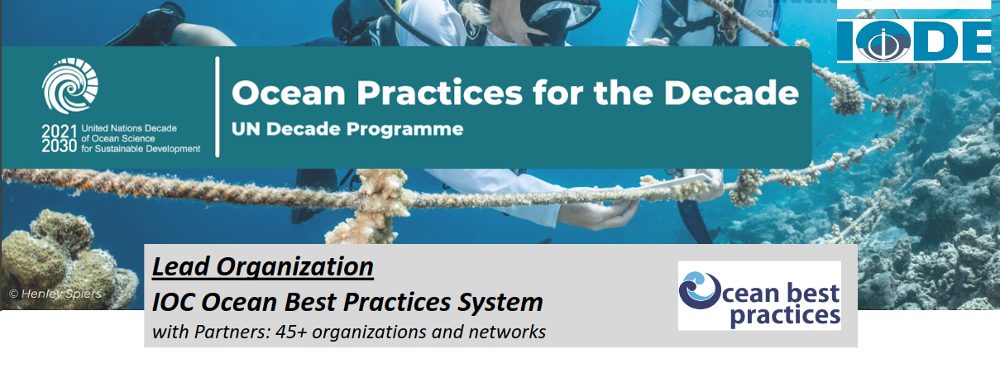 IODE
Ocean Practices for the Decade
UN Decade Programme
2021
2030
United Nations Decade
of Ocean Science
for Sustainable Development
© Henley Spiers
Lead Organization
IOC Ocean Best Practices System
with Partners: 45+ organizations and networks
Ocean best
practices